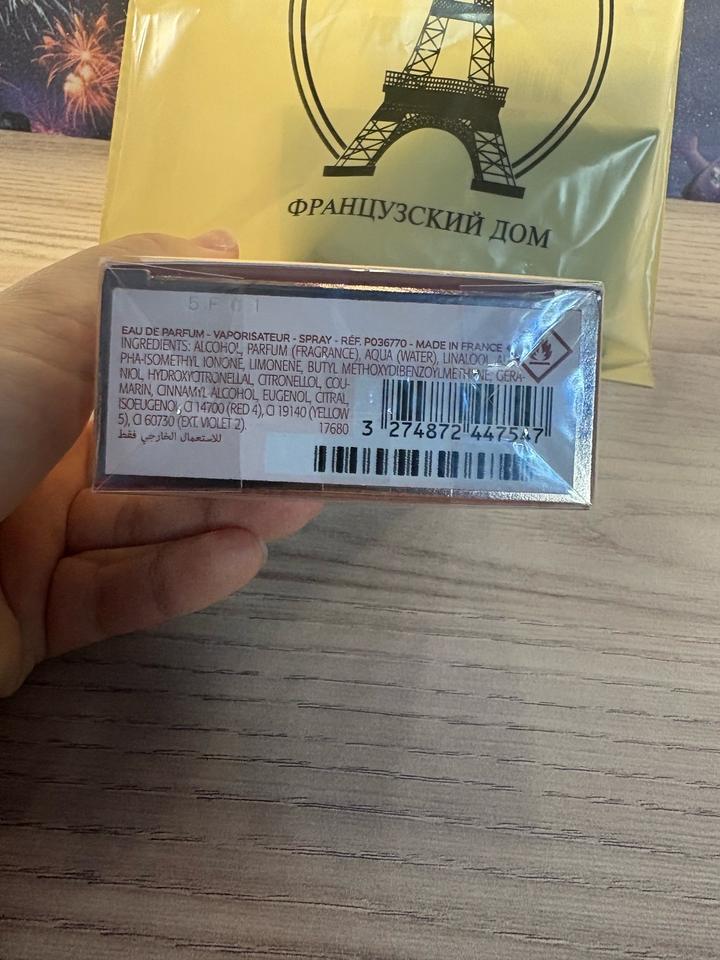 ФРАНЦУЗСКИЙ ДОМ
5F01
EAU DE PARFUM - VAPORISATEUR - SPRAY - RÉF. P036770 - MADE IN FRANCE
INGREDIENTS: ALCOHOL, PARFUM (FRAGRANCE), AQUA (WATER), LINALOOL,
PHA-ISOMETHYL IONONE, LIMONENE, BUTYL METHOXYDIBENZOYLMETHANE, GERA-
NIOL, HYDROXYCITRONELLAL, CITRONELLOL, COU-
MARIN, CINNAMYL ALCOHOL, EUGENOL, CITRAL,
ISOEUGENOL, CI 14700 (RED 4), CI 19140 (YELLOW
5), CI 60730 (EXT. VIOLET 2). 17680
للاستعمال الخارجي فقط
3 274872 447547